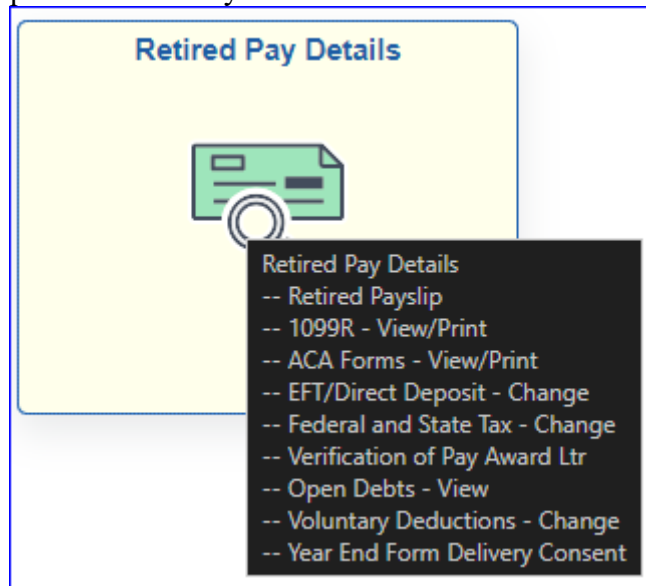 Retired Pay Details
Retired Pay Details
-- Retired Payslip
-- 1099R - View/Print
-- ACA Forms - View/Print
-- EFT/Direct Deposit - Change
-- Federal and State Tax - Change
-- Verification of Pay Award Ltr
-- Open Debts - View
-- Voluntary Deductions - Change
-- Year End Form Delivery Consent